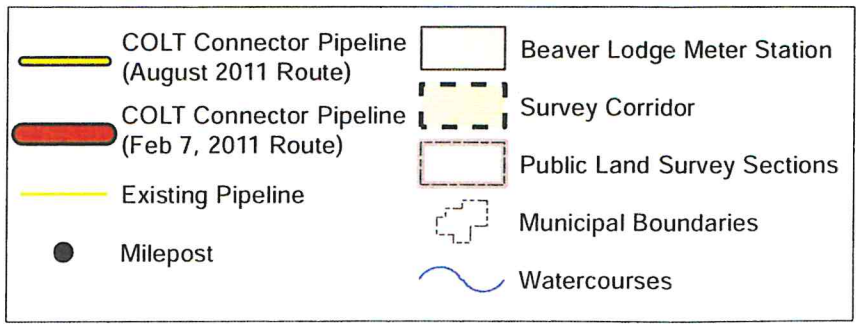 COLT Connector Pipeline
(August 2011 Route)
COLT Connector Pipeline
(Feb 7, 2011 Route)
Existing Pipeline
Milepost
Beaver Lodge Meter Station
Survey Corridor
Public Land Survey Sections
Municipal Boundaries
Watercourses